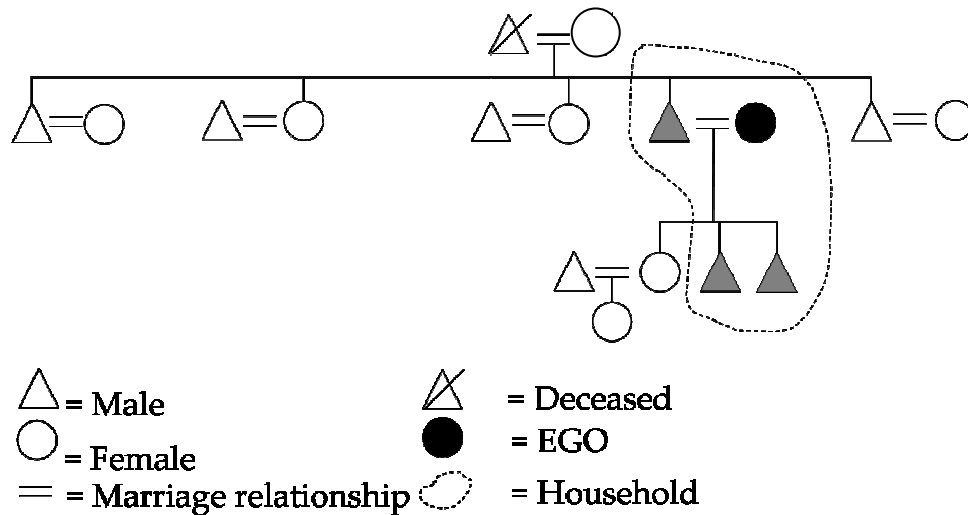 = Male
= Deceased
= Female
= EGO
= Marriage relationship
= Household